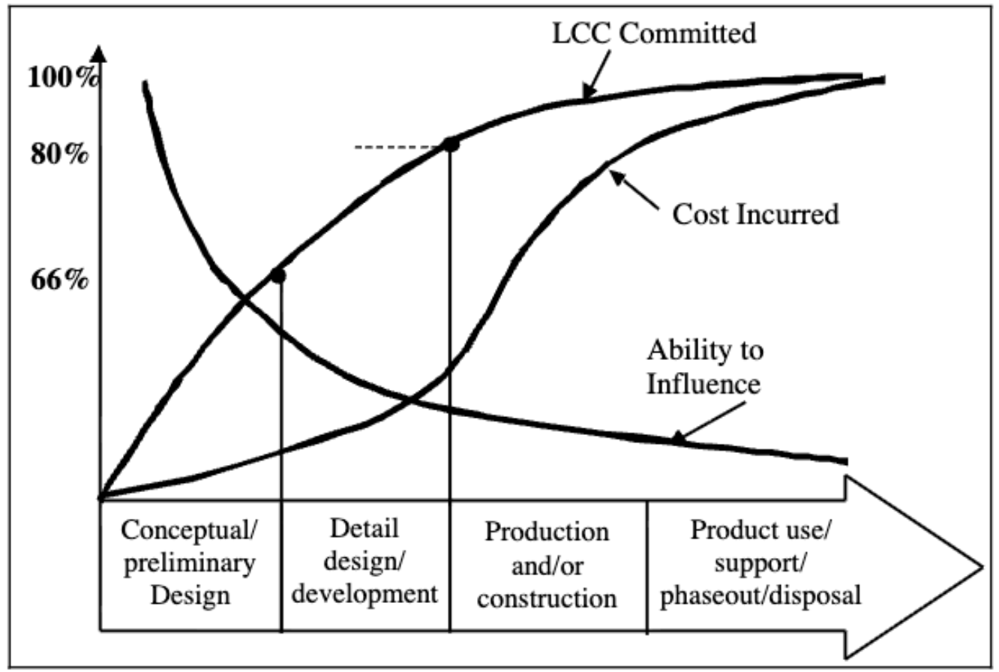 LCC Committed
100%
80%
Cost Incurred
66%
Ability to
Influence
Conceptual/
preliminary
Design
Detail
design/
development
Production
and/or
construction
Product use/
support/
phaseout/disposal